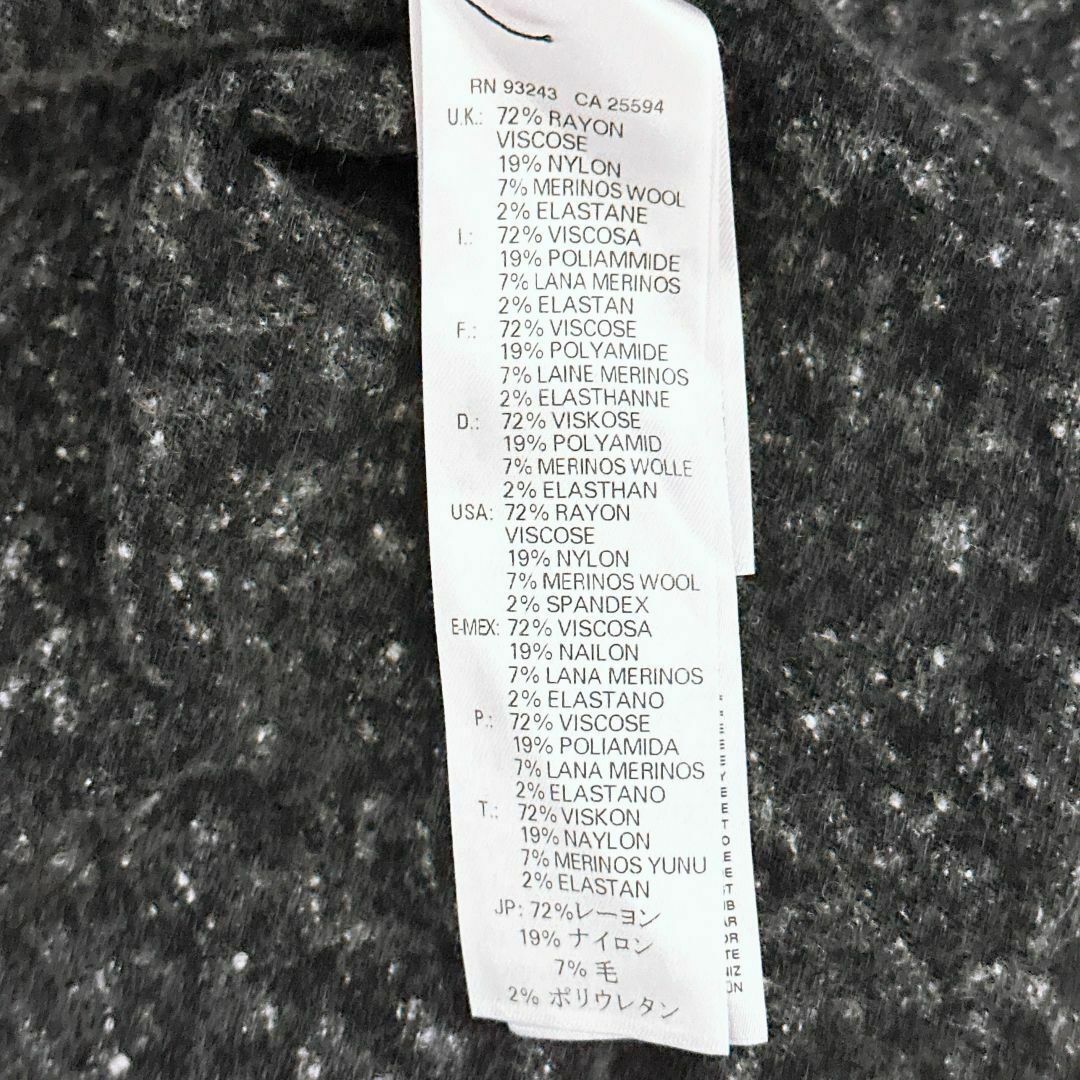 RN 93243 CA 25594
U.K.: 72% RAYON
VISCOSE
19% NYLON
7% MERINOS WOOL
2% ELASTANE
I.: 72% VISCOSA
19% POLIAMMIDE
7% LANA MERINOS
2% ELASTAN
F.: 72% VISCOSE
19% POLYAMIDE
7% LAINE MERINOS
2% ELASTHANNE
D.: 72% VISKOSE
19% POLYAMID
7% MERINOS WOLLE
2% ELASTHAN
USA: 72% RAYON
VISCOSE
19% NYLON
7% MERINOS WOOL
2% SPANDEX
E-MEX: 72% VISCOSA
19% NAILON
7% LANA MERINOS
2% ELASTANO
P.: 72% VISCOSE
19% POLIAMIDA
7% LANA MERINOS
2% ELASTANO
T.: 72% VISKON
19% NAYLON
7% MERINOS YUNU
2% ELASTAN
JP: 72%レーヨン
19% ナイロン
7% 毛
2% ポリウレタン